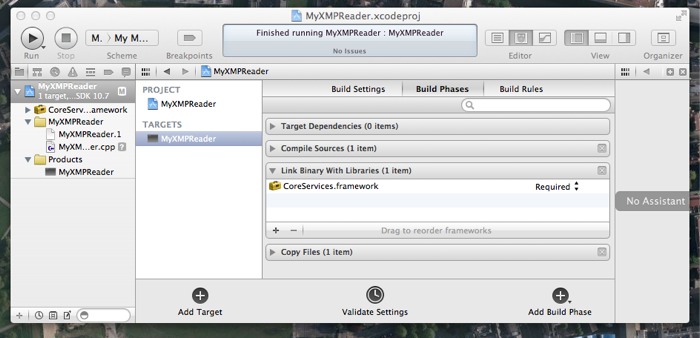 MyXMPReader.xcodeproj
Run
Stop
M. My M...
Scheme
Breakpoints
Finished running MyXMPReader : MyXMPReader
No Issues
Editor
View
Organizer
MyXMPReader
MyXMPReader
1 target, ...SDK 10.7
M
CoreServ...amework
MyXMPReader
MyXMPReader.1
MyXM...er.cpp
?
Products
MyXMPReader
PROJECT
MyXMPReader
TARGETS
MyXMPReader
Build Settings
Build Phases
Build Rules
Target Dependencies (0 items)
Compile Sources (1 item)
Link Binary With Libraries (1 item)
CoreServices.framework
Required
+ − Drag to reorder frameworks
Copy Files (1 item)
No Assistant
Add Target
Validate Settings
Add Build Phase